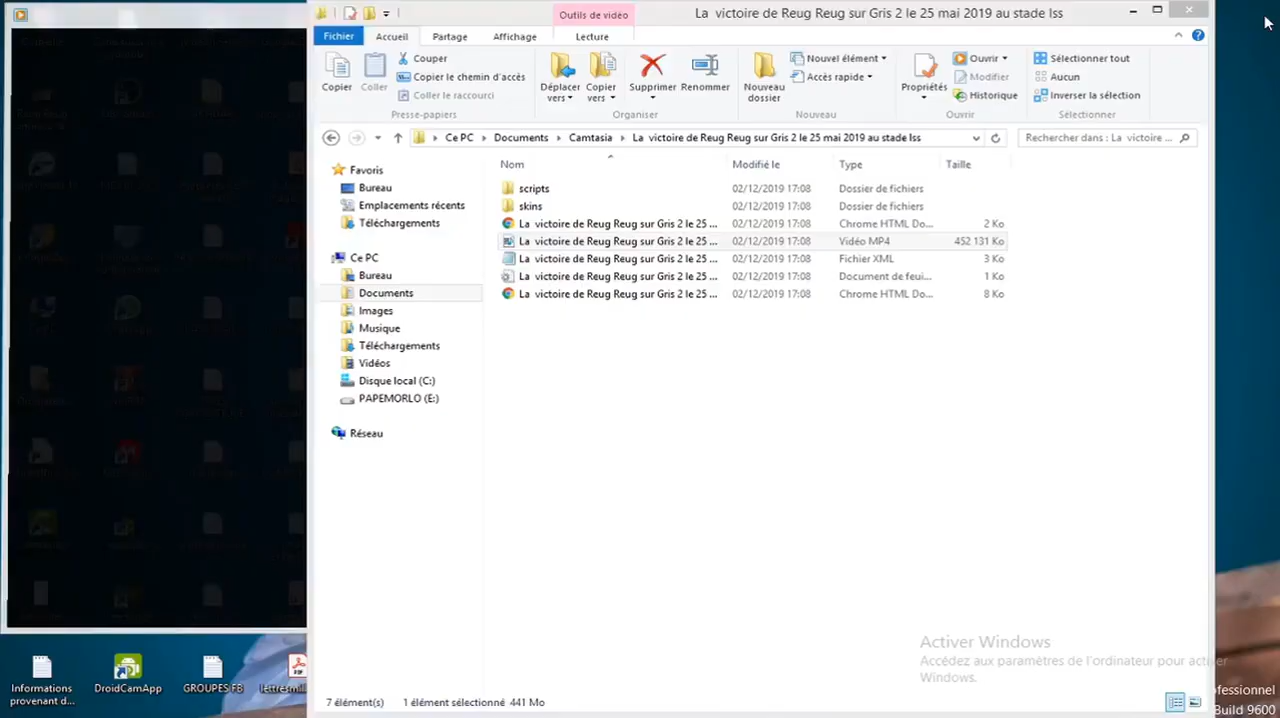 Outils de vidéo
La victoire de Reug Reug sur Gris 2 le 25 mai 2019 au stade Iss
Fichier Accueil Partage Affichage Lecture
Copier
Coller
Couper
Copier le chemin d'accès
Coller le raccourci
Presse-papiers
Déplacer vers
Copier vers
Supprimer
Renommer
Organiser
Nouveau dossier
Nouvel élément
Accès rapide
Nouveau
Propriétés
Ouvrir
Modifier
Historique
Ouvrir
Sélectionner tout
Aucun
Inverser la sélection
Sélectionner
Ce PC Documents Camtasia La victoire de Reug Reug sur Gris 2 le 25 mai 2019 au stade Iss
Rechercher dans : La victoire ...
Favoris
Bureau
Emplacements récents
Téléchargements
Ce PC
Bureau
Documents
Images
Musique
Téléchargements
Vidéos
Disque local (C:)
PAPEMORLO (E:)
Réseau
Nom Modifié le Type Taille
scripts 02/12/2019 17:08 Dossier de fichiers
skins 02/12/2019 17:08 Dossier de fichiers
La victoire de Reug Reug sur Gris 2 le 25 ... 02/12/2019 17:08 Chrome HTML Do... 2 Ko
La victoire de Reug Reug sur Gris 2 le 25 ... 02/12/2019 17:08 Vidéo MP4 452 131 Ko
La victoire de Reug Reug sur Gris 2 le 25 ... 02/12/2019 17:08 Fichier XML 3 Ko
La victoire de Reug Reug sur Gris 2 le 25 ... 02/12/2019 17:08 Document de feui... 1 Ko
La victoire de Reug Reug sur Gris 2 le 25 ... 02/12/2019 17:08 Chrome HTML Do... 8 Ko
Activer Windows
Accédez aux paramètres de l'ordinateur pour activer
Windows.
Informations
provenant d...
DroidCamApp
GROUPES FB
lettresmil
7 élément(s) 1 élément sélectionné 441 Mo
ofessionnel
Build 9600